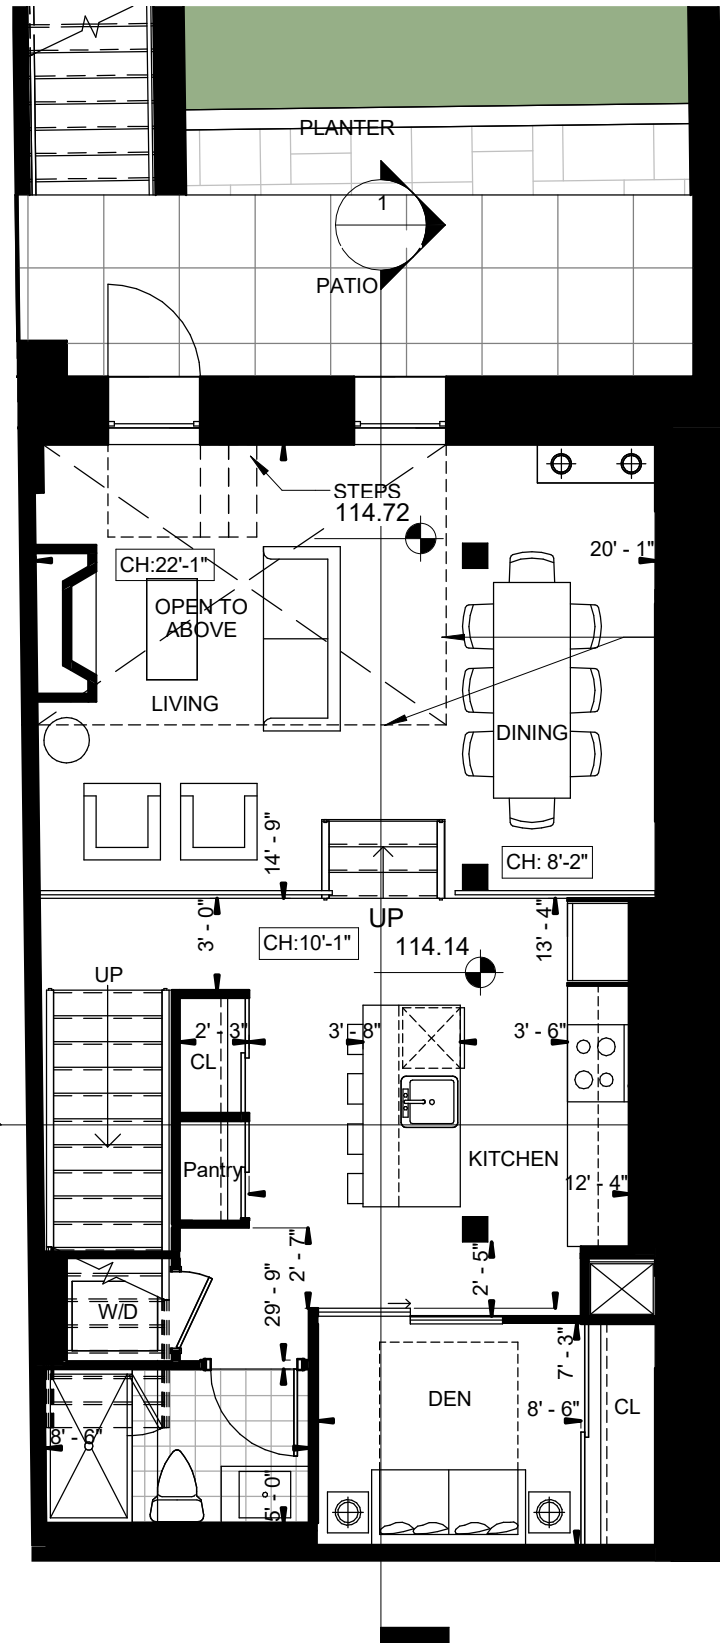 PLANTER
1
PATIO
STEPS
114.72
20' - 1"
CH:22'-1"
OPEN TO
ABOVE
LIVING
DINING
14' - 9"
CH: 8'-2"
3' - 0"
UP
13' - 4"
CH:10'-1"
114.14
UP
2' - 3"
3' - 8"
3' - 6"
CL
KITCHEN
Pantry
12' - 4"
2' - 7"
2' - 5"
29' - 9"
W/D
7' - 3"
DEN
8' - 6"
CL
8' - 6"
5' - 0"